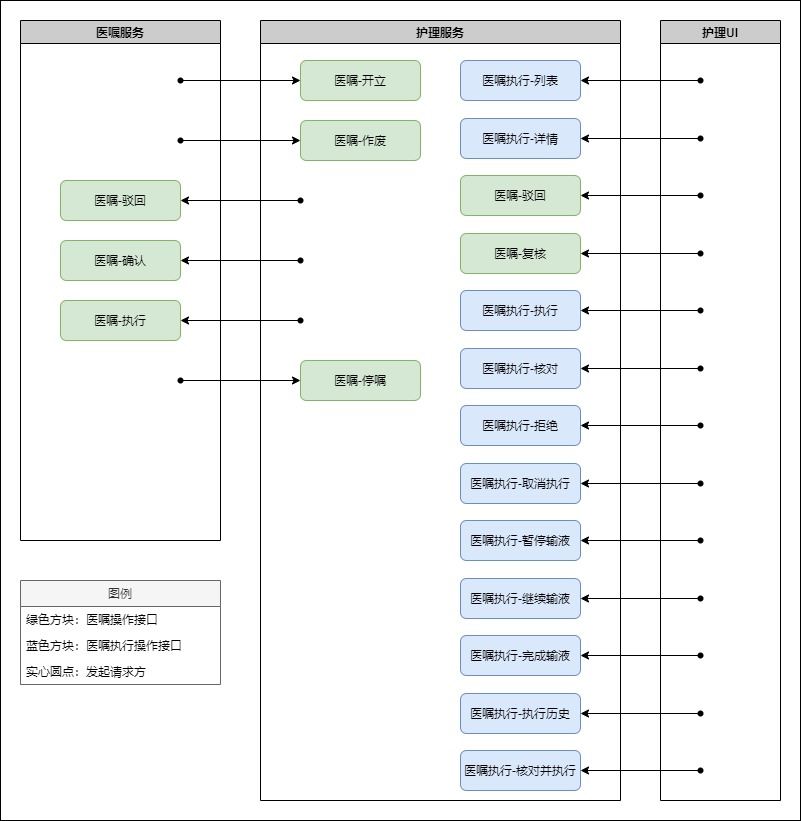 医嘱服务
护理服务
护理UI
医嘱-开立
医嘱执行-列表
医嘱-作废
医嘱执行-详情
医嘱-驳回
医嘱-驳回
医嘱-确认
医嘱-复核
医嘱-执行
医嘱执行-执行
医嘱-停嘱
医嘱执行-核对
医嘱执行-拒绝
医嘱执行-取消执行
医嘱执行-暂停输液
医嘱执行-继续输液
医嘱执行-完成输液
医嘱执行-执行历史
医嘱执行-核对并执行
图例
绿色方块：医嘱操作接口
蓝色方块：医嘱执行操作接口
实心圆点：发起请求方